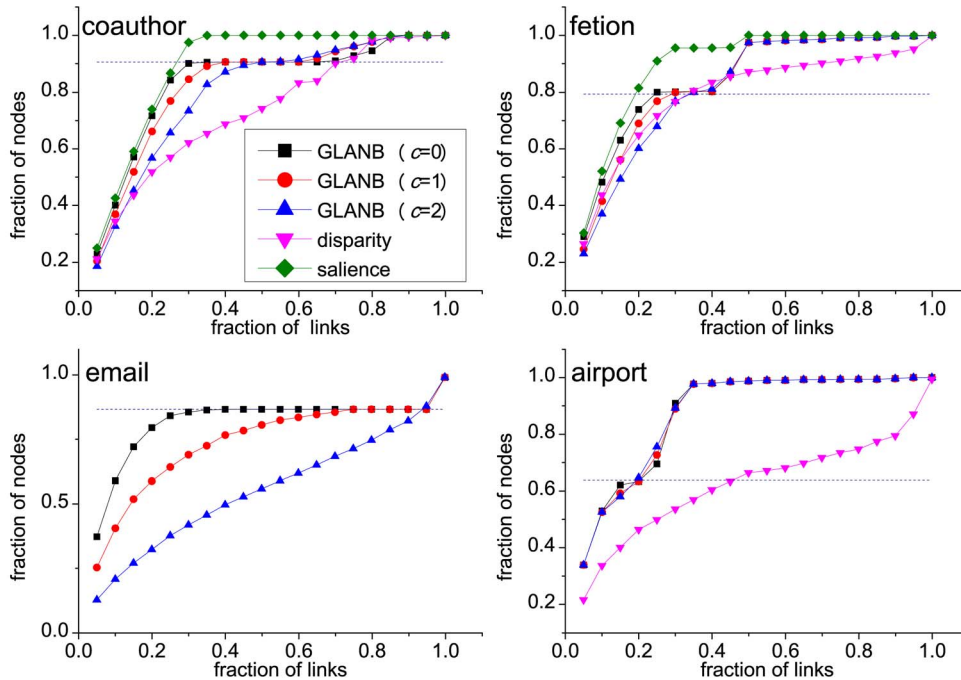 coauthor
fraction of nodes
1.0
0.8
0.6
0.4
0.2
GLANB ( c=0)
GLANB ( c=1)
GLANB ( c=2)
disparity
salience
0.0 0.2 0.4 0.6 0.8 1.0
fraction of links
fetion
fraction of nodes
1.0
0.8
0.6
0.4
0.2
0.0 0.2 0.4 0.6 0.8 1.0
fraction of links
email
fraction of nodes
1.0
0.5
0.0
0.0 0.2 0.4 0.6 0.8 1.0
fraction of links
airport
fraction of nodes
1.0
0.8
0.6
0.4
0.2
0.0 0.2 0.4 0.6 0.8 1.0
fraction of links